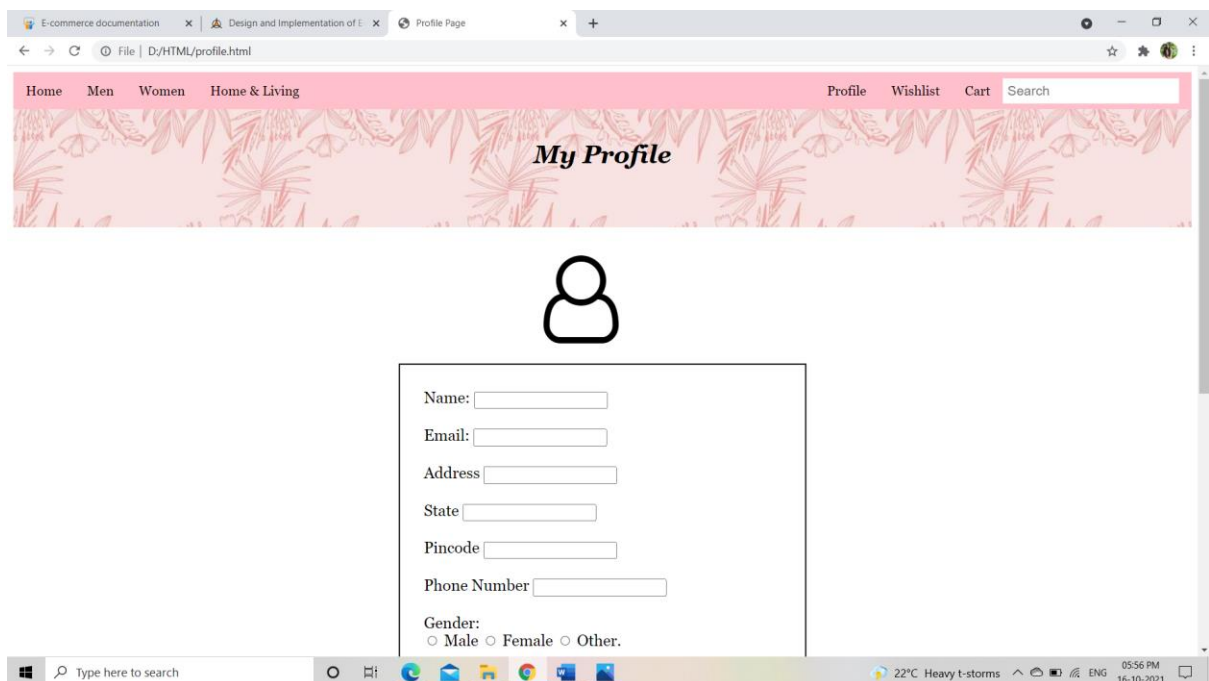 E-commerce documentation
Design and Implementation of E-
Profile Page
File | D:/HTML/profile.html
Home Men Women Home & Living Profile Wishlist Cart Search
My Profile
Name:
Email:
Address
State
Pincode
Phone Number
Gender:
Male Female Other.
Type here to search
22°C Heavy t-storms ENG 05:56 PM
16-10-2021